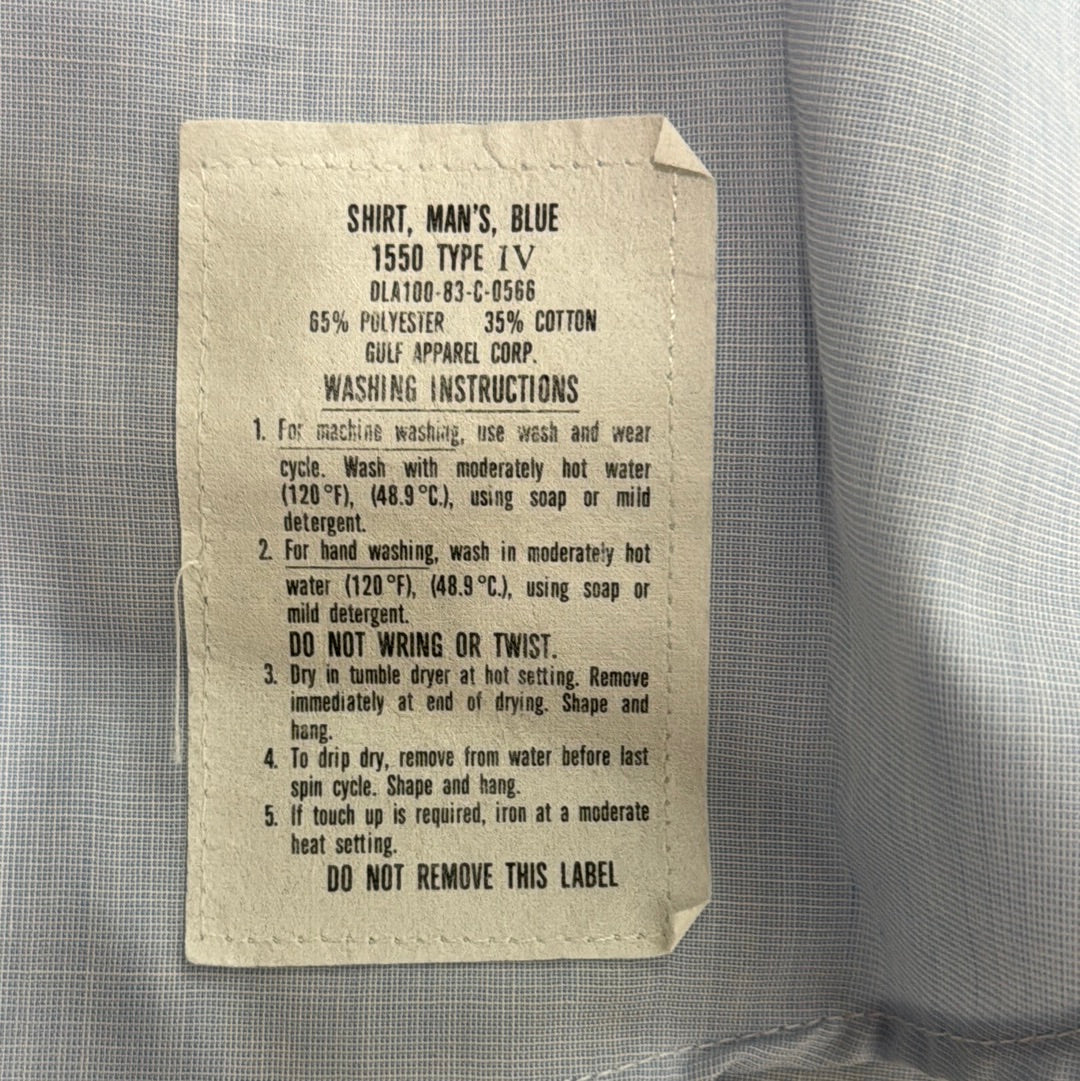 SHIRT, MAN'S, BLUE
1550 TYPE IV
DLA100-83-C-0566
65% POLYESTER 35% COTTON
GULF APPAREL CORP.
WASHING INSTRUCTIONS
1. For machine washing, use wash and wear
cycle. Wash with moderately hot water
(120°F), (48.9°C.), using soap or mild
detergent.
2. For hand washing, wash in moderately hot
water (120°F), (48.9°C.), using soap or
mild detergent.
DO NOT WRING OR TWIST.
3. Dry in tumble dryer at hot setting. Remove
immediately at end of drying. Shape and
hang.
4. To drip dry, remove from water before last
spin cycle. Shape and hang.
5. If touch up is required, iron at a moderate
heat setting.
DO NOT REMOVE THIS LABEL